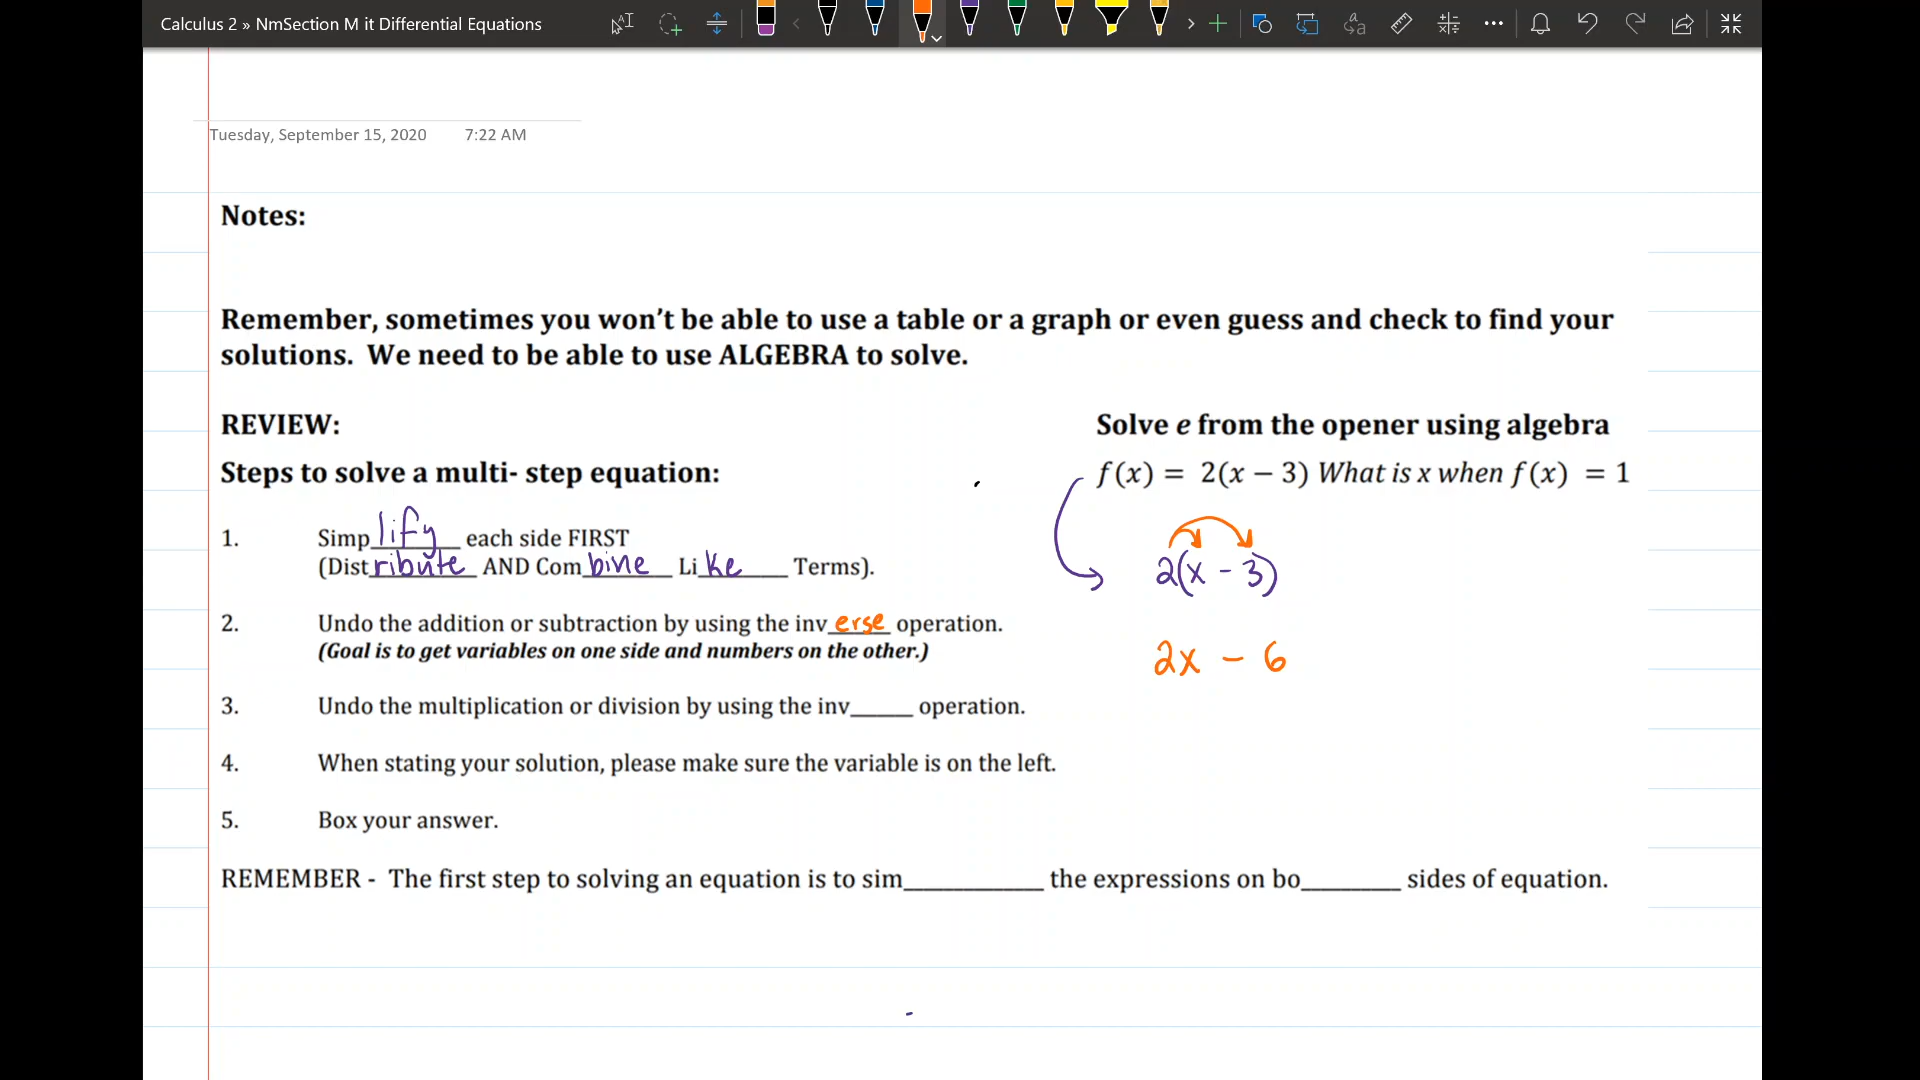 Calculus 2 » NmSection M it Differential Equations
Tuesday, September 15, 2020 7:22 AM
Notes:
Remember, sometimes you won't be able to use a table or a graph or even guess and check to find your
solutions. We need to be able to use ALGEBRA to solve.
REVIEW:
Steps to solve a multi- step equation:
1. Simplify each side FIRST
(Distribute AND Combine Like Terms).
2. Undo the addition or subtraction by using the inverse operation.
(Goal is to get variables on one side and numbers on the other.)
3. Undo the multiplication or division by using the inv______ operation.
4. When stating your solution, please make sure the variable is on the left.
5. Box your answer.
Solve e from the opener using algebra
f(x) = 2(x − 3) What is x when f(x) = 1
2(x - 3)
2x - 6
REMEMBER - The first step to solving an equation is to sim_____________ the expressions on bo_________ sides of equation.